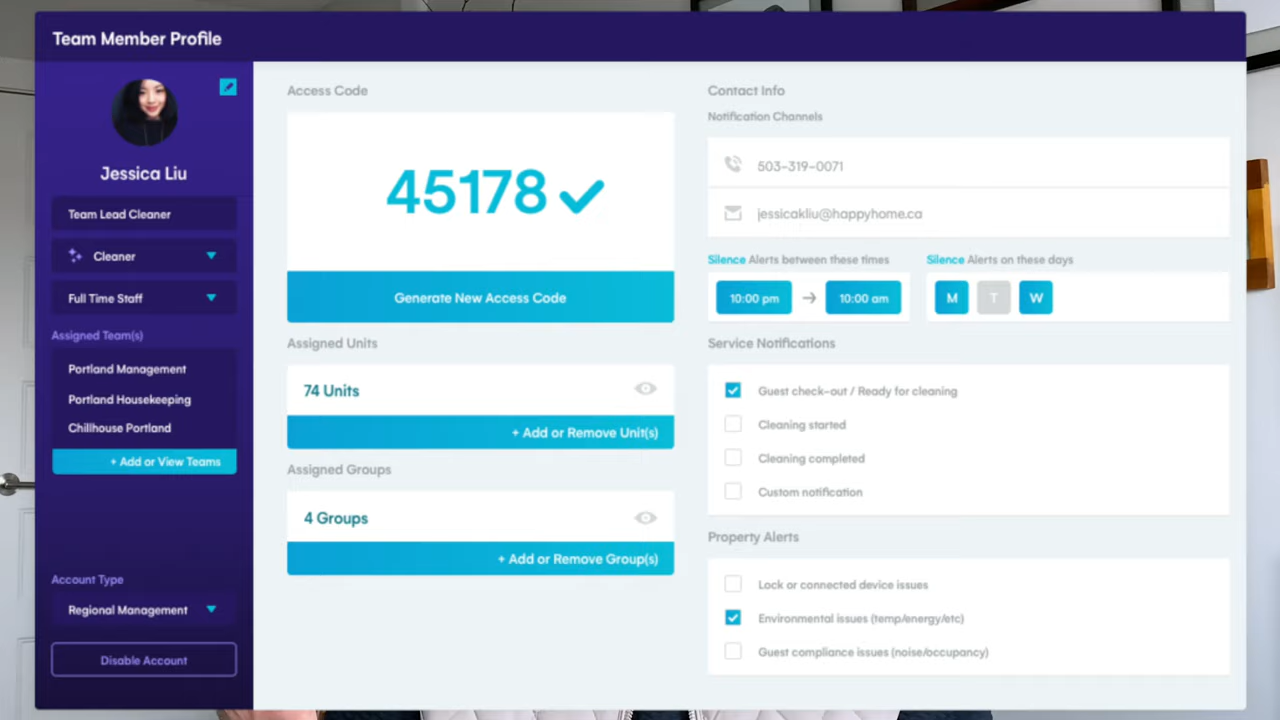 Team Member Profile
Jessica Liu
Team Lead Cleaner
Cleaner
Full Time Staff
Assigned Team(s)
Portland Management
Portland Housekeeping
Chillhouse Portland
+ Add or View Teams
Account Type
Regional Management
Disable Account
Access Code
45178
Generate New Access Code
Assigned Units
74 Units
+ Add or Remove Unit(s)
Assigned Groups
4 Groups
+ Add or Remove Group(s)
Contact Info
Notification Channels
503-319-0071
jessicakliu@happyhome.ca
Silence Alerts between these times
10:00 pm → 10:00 am
Silence Alerts on these days
M T W
Service Notifications
Guest check-out / Ready for cleaning
Cleaning started
Cleaning completed
Custom notification
Property Alerts
Lock or connected device issues
Environmental issues (temp/energy/etc)
Guest compliance issues (noise/occupancy)